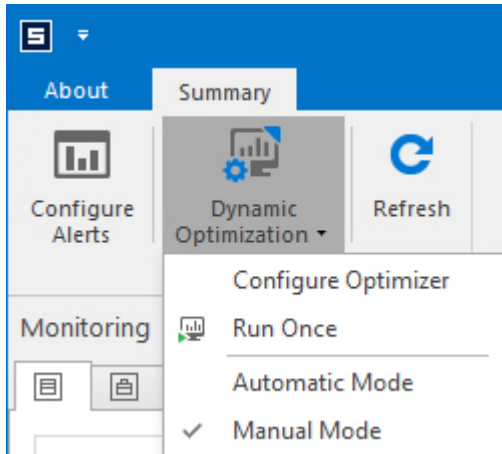 S
About
Summary
Configure
Alerts
Dynamic
Optimization
Refresh
Configure Optimizer
Monitoring
Run Once
Automatic Mode
Manual Mode